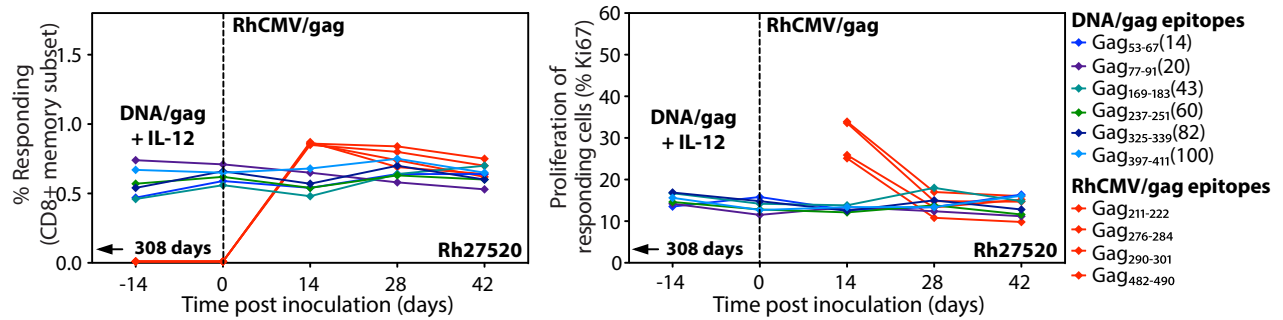 % Responding
(CD8+ memory subset)
1.5
1.0
0.5
0.0
RhCMV/gag
DNA/gag
+ IL-12
← 308 days
Rh27520
-14 0 14 28 42
Time post inoculation (days)
Proliferation of
responding cells (% Ki67)
60
50
40
30
20
10
0
RhCMV/gag
DNA/gag
+ IL-12
← 308 days
Rh27520
-14 0 14 28 42
Time post inoculation (days)
DNA/gag epitopes
Gag53-67(14)
Gag77-91(20)
Gag169-183(43)
Gag237-251(60)
Gag325-339(82)
Gag397-411(100)
RhCMV/gag epitopes
Gag211-222
Gag276-284
Gag290-301
Gag482-490